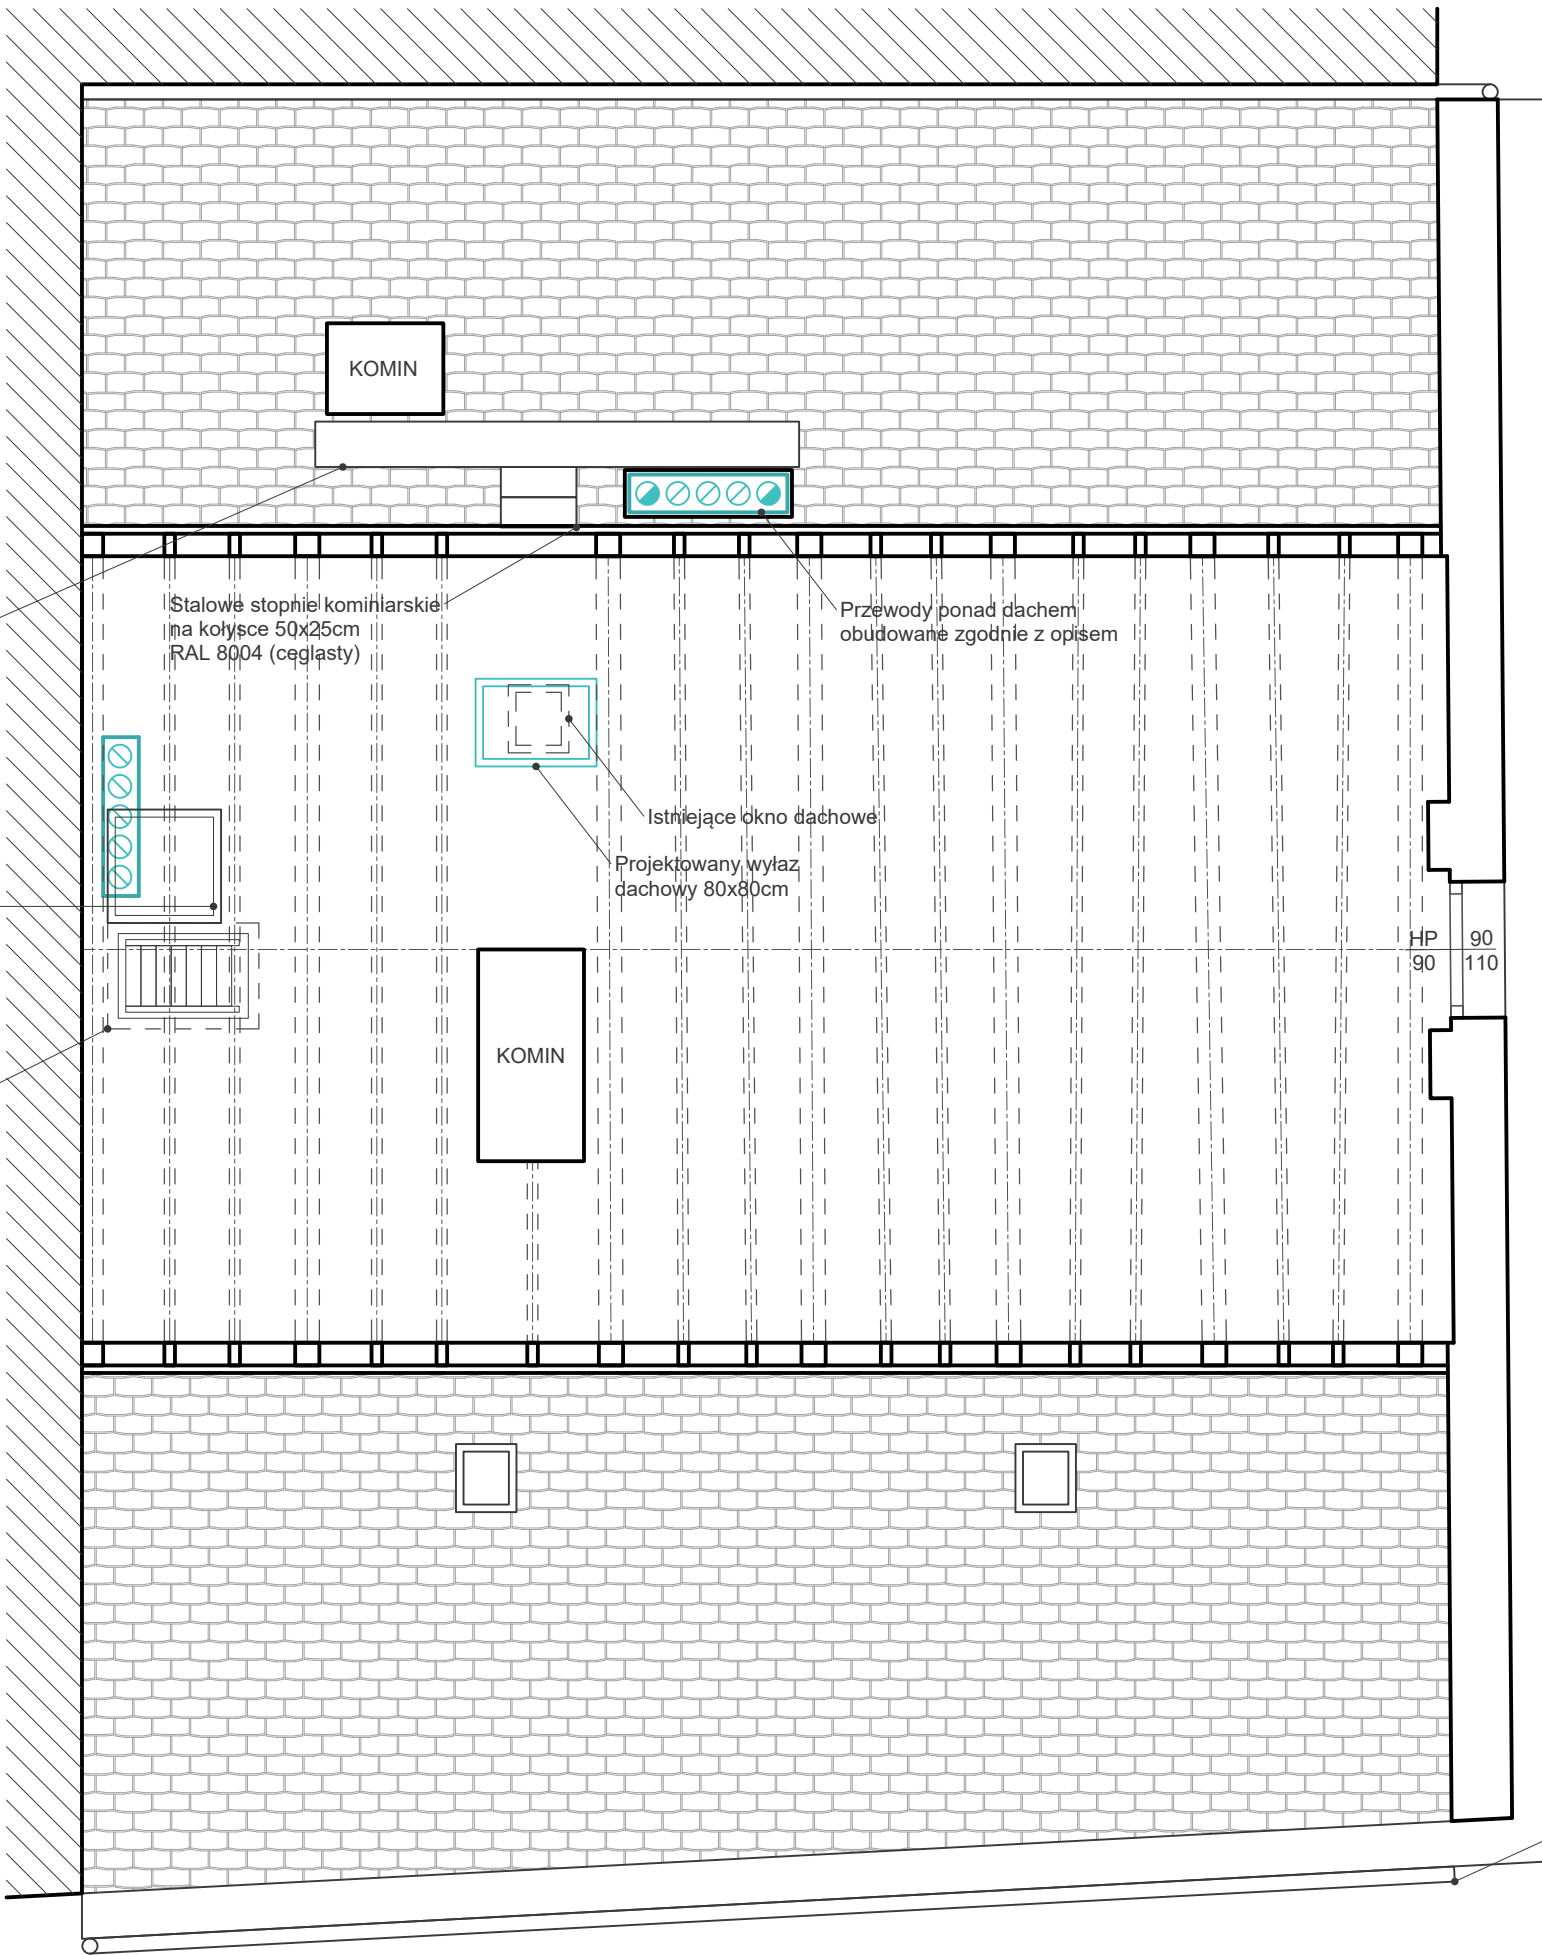 KOMIN
Stalowe stopnie kominiarskie
na kołysce 50x25cm
RAL 8004 (ceglasty)
Przewody ponad dachem
obudowane zgodnie z opisem
Istniejące okno dachowe
Projektowany wyłaz
dachowy 80x80cm
HP 90
90 110
KOMIN